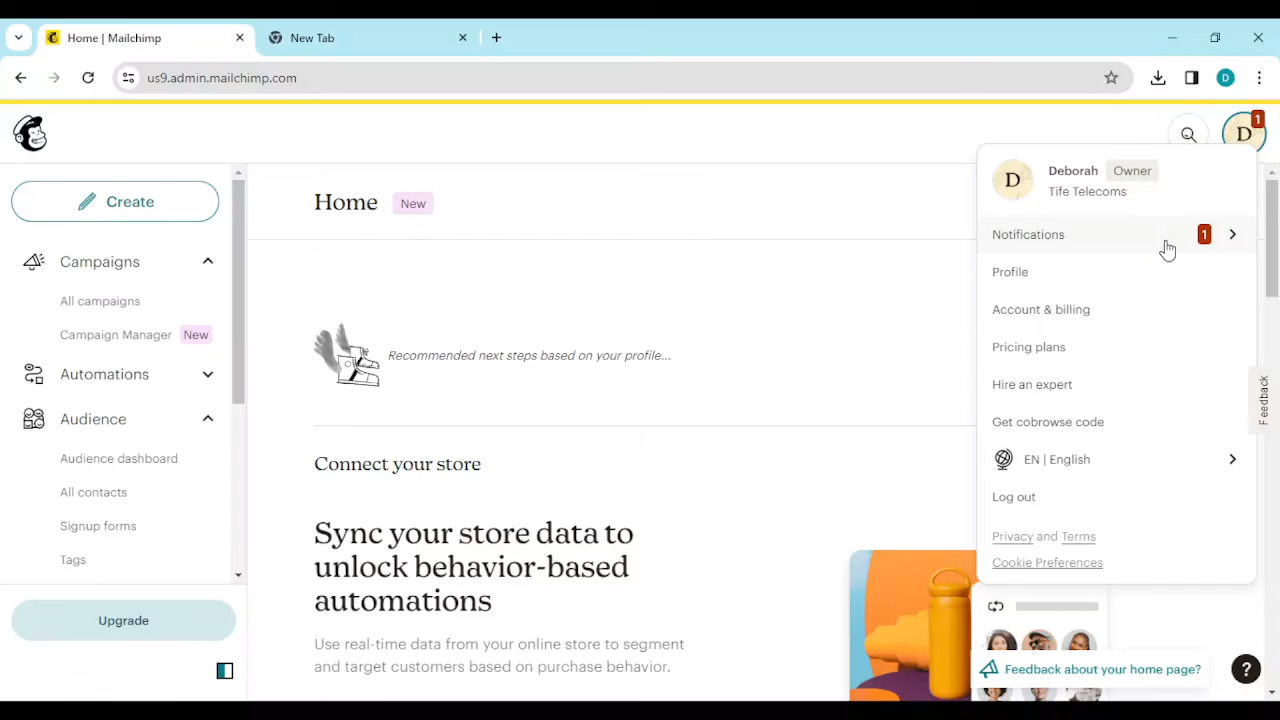 Home | Mailchimp
New Tab
us9.admin.mailchimp.com
D
D
1
Create
Campaigns
All campaigns
Campaign Manager New
Automations
Audience
Audience dashboard
All contacts
Signup forms
Tags
Upgrade
Home New
Recommended next steps based on your profile...
Connect your store
Sync your store data to
unlock behavior-based
automations
Use real-time data from your online store to segment
and target customers based on purchase behavior.
D
Deborah Owner
Tife Telecoms
Notifications 1
Profile
Account & billing
Pricing plans
Hire an expert
Get cobrowse code
EN | English
Log out
Privacy and Terms
Cookie Preferences
Feedback
Feedback about your home page?
?